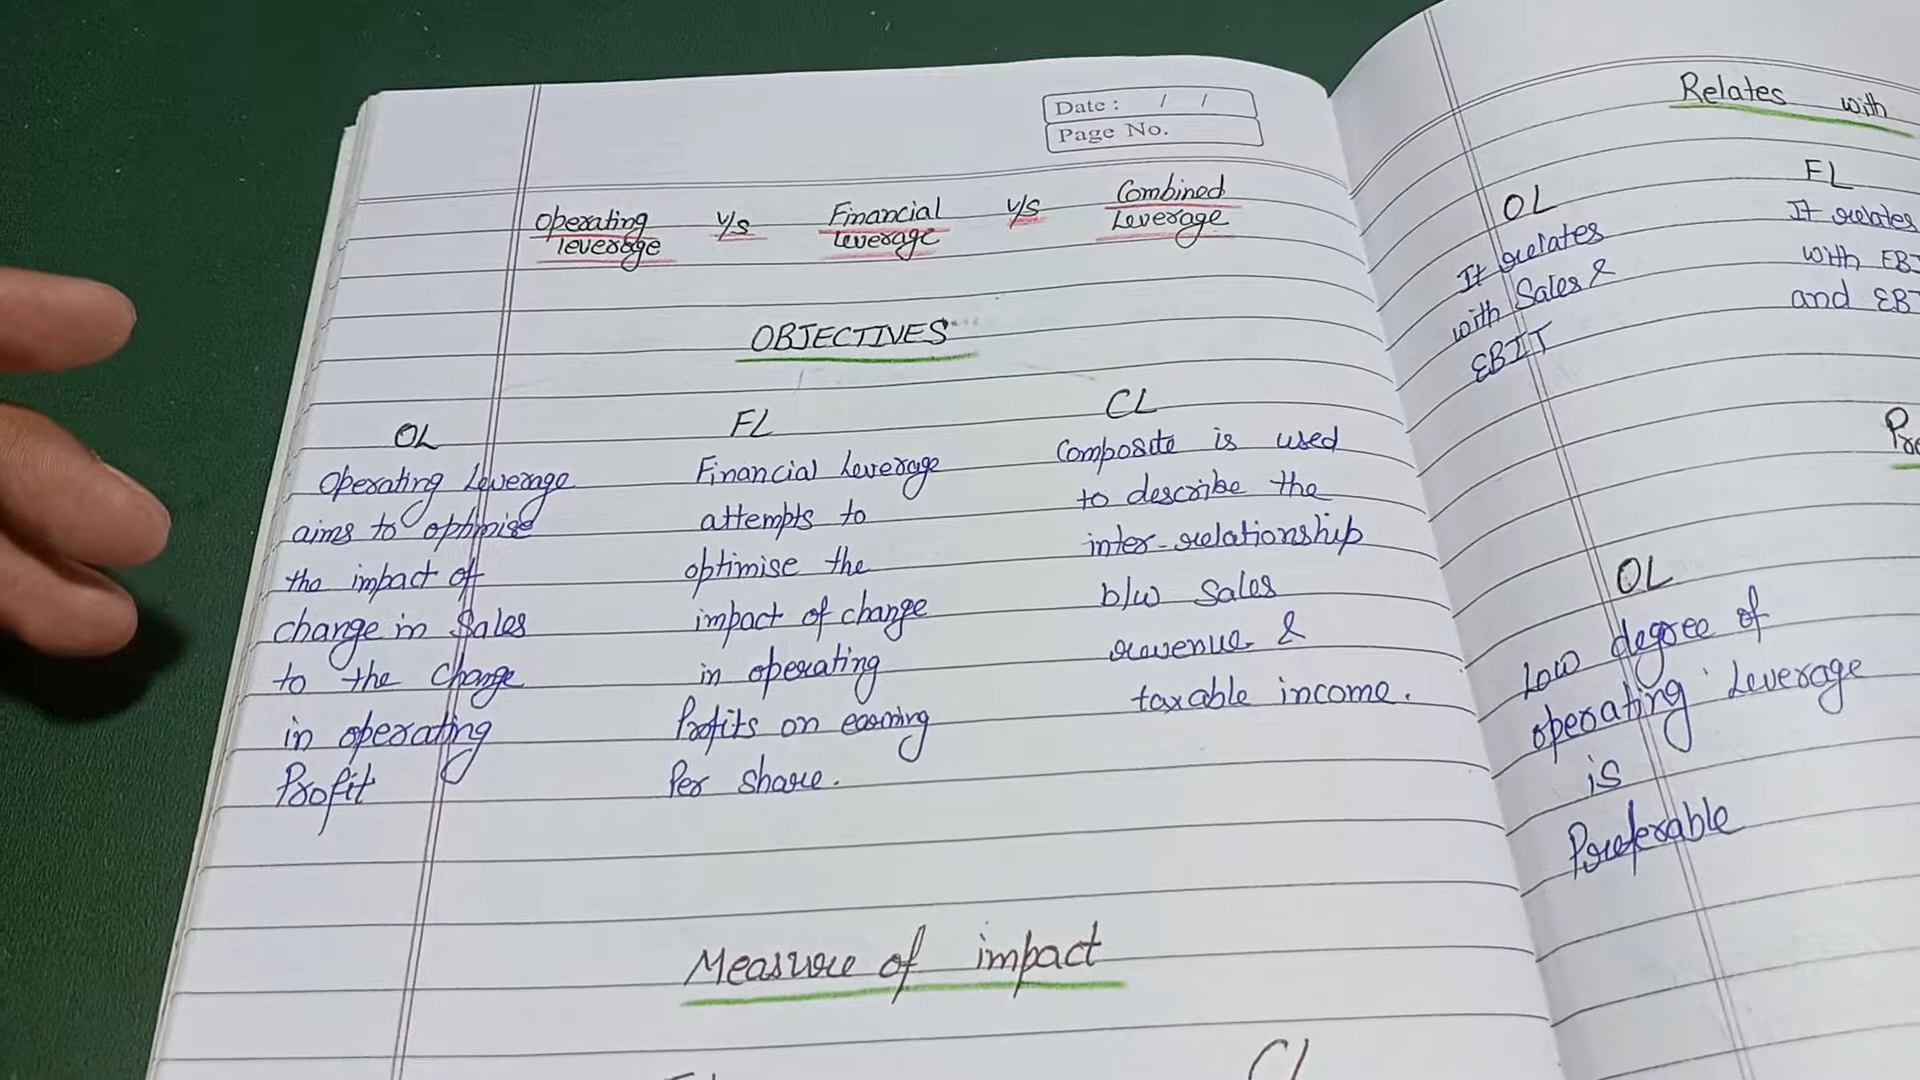 Date : / /
Page No.
Operating leverage v/s Financial Leverage v/s Combined Leverage
OBJECTIVES
OL
Operating Leverage
aims to optimise
the impact of
change in Sales
to the Change
in operating
Profit
FL
Financial Leverage
attempts to
optimise the
impact of change
in operating
Profits on earning
Per share.
CL
Composite is used
to describe the
inter-relationship
b/w Sales
revenue &
taxable income.
Measure of impact
CL
Relates with
OL
It relates
with Sales &
EBIT
FL
It relates
with
and
OL
Low degree of
operating Leverage
is
Preferable